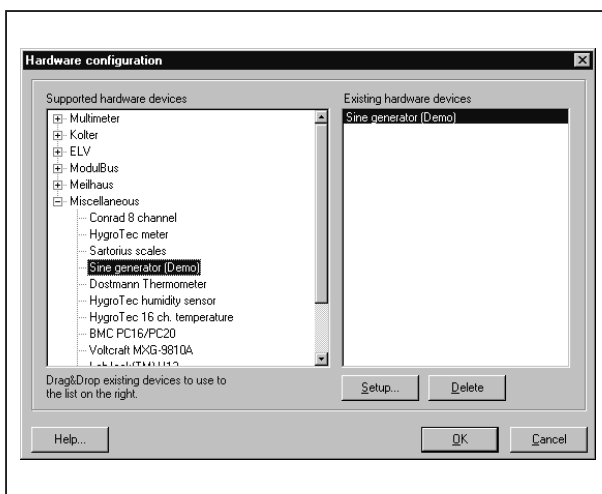 Hardware configuration
Supported hardware devices
Multimeter
Kolter
ELV
ModulBus
Meilhaus
Miscellaneous
Conrad 8 channel
HygroTec meter
Sartorius scales
Sine generator (Demo)
Dostmann Thermometer
HygroTec humidity sensor
HygroTec 16 ch. temperature
BMC PC16/PC20
Voltcraft MXG-9810A
Drag&Drop existing devices to use to
the list on the right.
Existing hardware devices
Sine generator (Demo)
Setup...
Delete
Help...
OK
Cancel